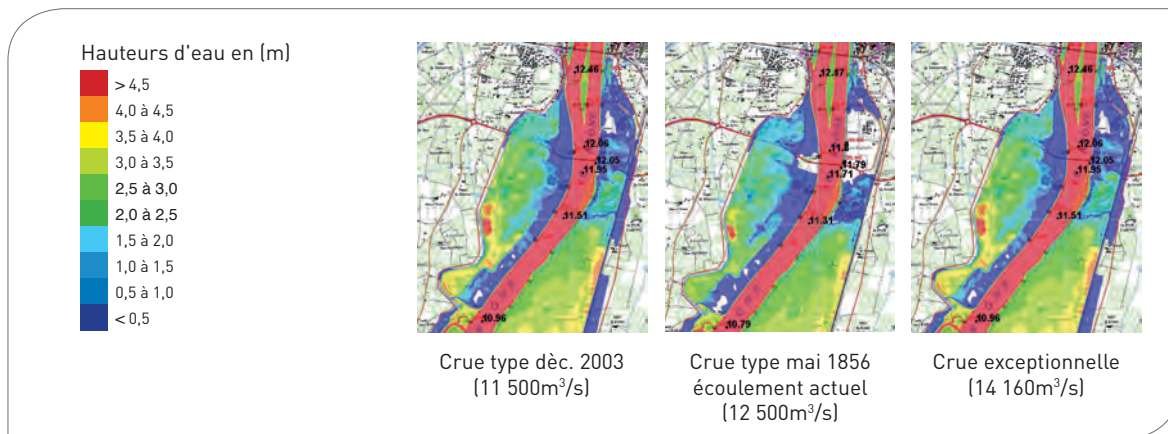 Hauteurs d'eau en (m)
> 4,5
4,0 à 4,5
3,5 à 4,0
3,0 à 3,5
2,5 à 3,0
2,0 à 2,5
1,5 à 2,0
1,0 à 1,5
0,5 à 1,0
< 0,5
12.46
12.06
12.05
11.95
11.51
10.96
Crue type dèc. 2003
(11 500m³/s)
12.87
11.8
11.79
11.71
11.31
10.79
Crue type mai 1856
écoulement actuel
(12 500m³/s)
12.46
12.06
12.05
11.95
11.51
10.96
Crue exceptionnelle
(14 160m³/s)